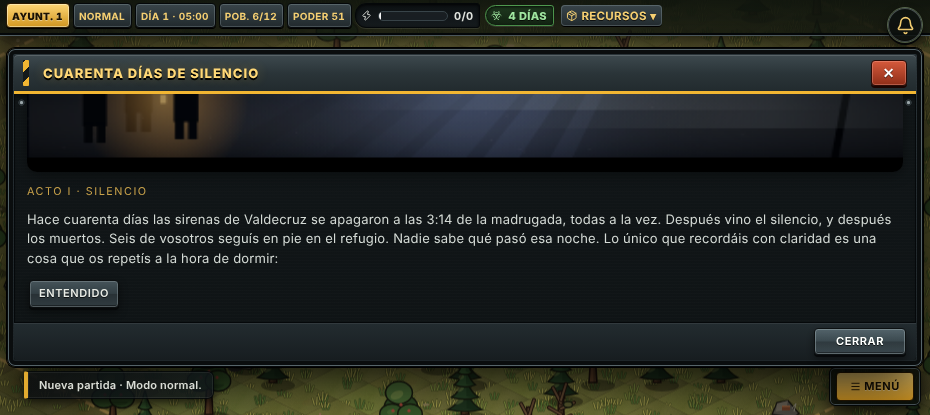 AYUNT. 1
NORMAL
DÍA 1 · 05:00
POB. 6/12
PODER 51
0/0
4 DÍAS
RECURSOS ▾
CUARENTA DÍAS DE SILENCIO
✕
ACTO I · SILENCIO
Hace cuarenta días las sirenas de Valdecruz se apagaron a las 3:14 de la madrugada, todas a la vez. Después vino el silencio, y después
los muertos. Seis de vosotros seguís en pie en el refugio. Nadie sabe qué pasó esa noche. Lo único que recordáis con claridad es una
cosa que os repetís a la hora de dormir:
ENTENDIDO
CERRAR
Nueva partida · Modo normal.
☰ MENÚ